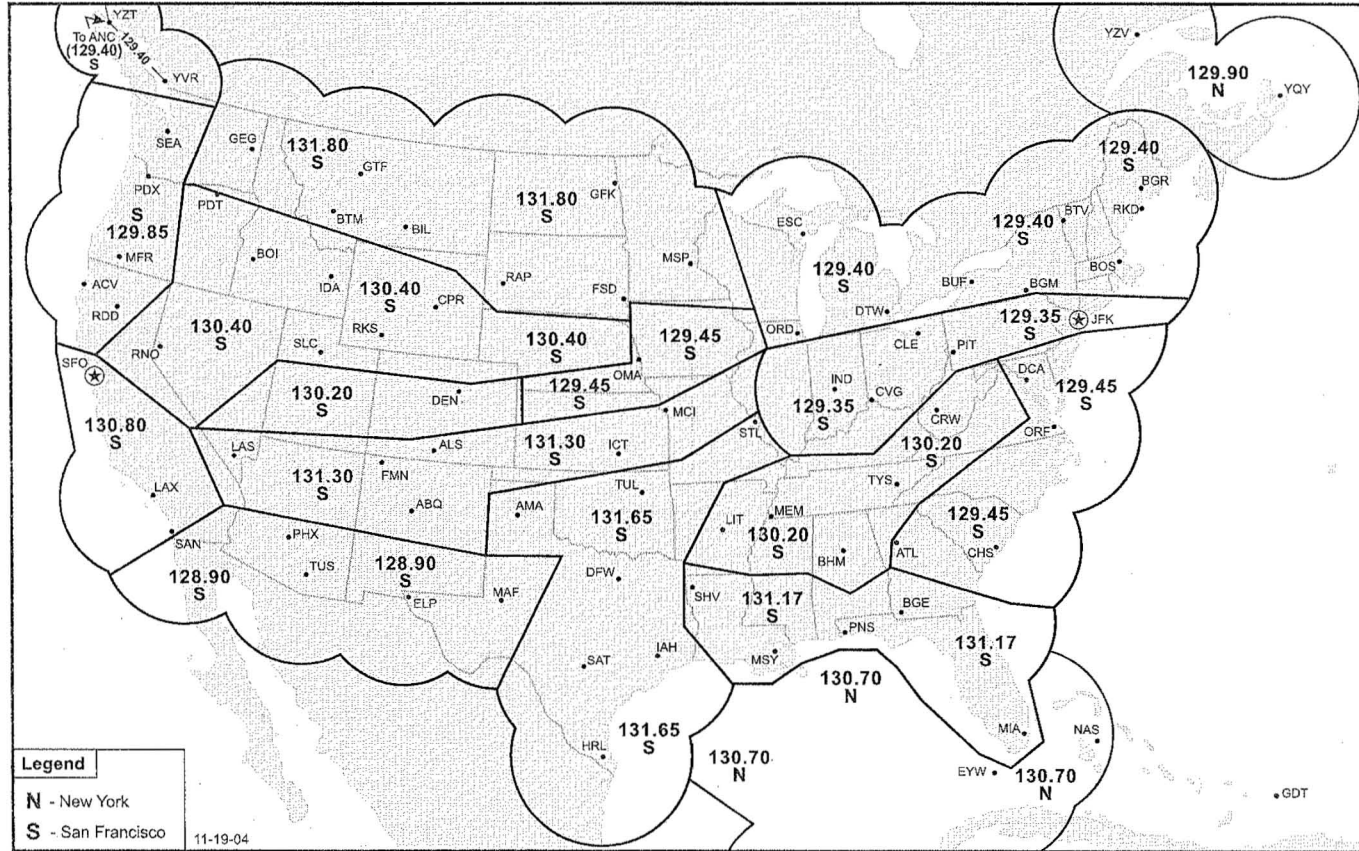 YZT
To ANC
(129.40)
S
129.40
YVR
YZV
129.90
N
YQY
SEA
GEG
131.80
S
GTF
PDX
S
129.85
PDT
BTM
BIL
131.80
S
GFK
ESC
129.40
S
BGR
BTV
RKD
129.40
S
MFR
BOI
MSP
129.40
S
BOS
ACV
IDA
130.40
S
CPR
RAP
FSD
BUF
BGM
RDD
DTW
129.35
S
JFK
130.40
S
RKS
ORD
CLE
PIT
SFO
RNO
SLC
130.40
S
129.45
S
OMA
DCA
129.45
S
130.20
S
DEN
129.45
S
IND
129.35
S
CVG
CRW
130.80
S
MCI
STL
ORF
LAS
ALS
131.30
S
ICT
130.20
S
FMN
131.30
S
TYS
LAX
ABQ
AMA
TUL
131.65
S
LIT
MEM
130.20
S
129.45
S
SAN
PHX
BHM
ATL
CHS
128.90
S
TUS
128.90
S
ELP
MAF
DFW
SHV
131.17
S
BGE
PNS
131.17
S
SAT
IAH
MSY
130.70
N
HRL
131.65
S
MIA
NAS
130.70
N
EYW
130.70
N
GDT
Legend
N - New York
S - San Francisco
11-19-04